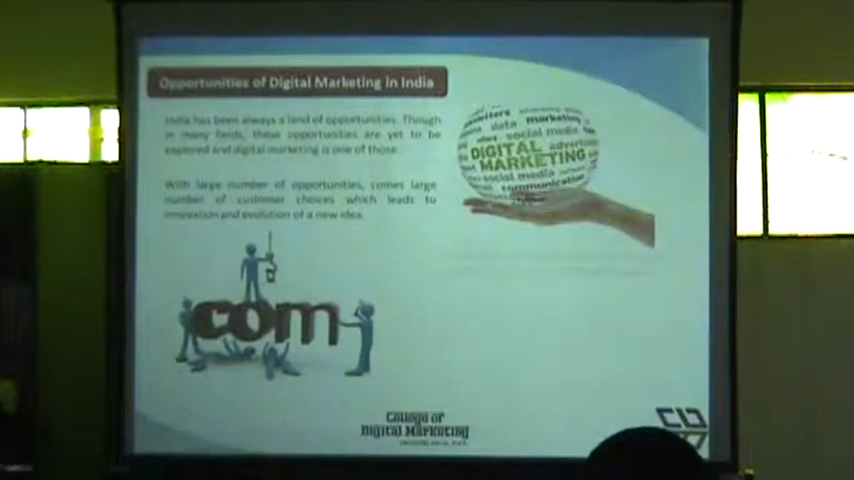 Opportunities of Digital Marketing in India
India has been always a land of opportunities. Though
in many fields, these opportunities are yet to be
explored and digital marketing is one of those.
With large number of opportunities, comes large
number of customer choices which leads to
innovation and evolution of a new idea.
data marketing
social media
DIGITAL
MARKETING
social media
communication
com
College of
Digital Marketing